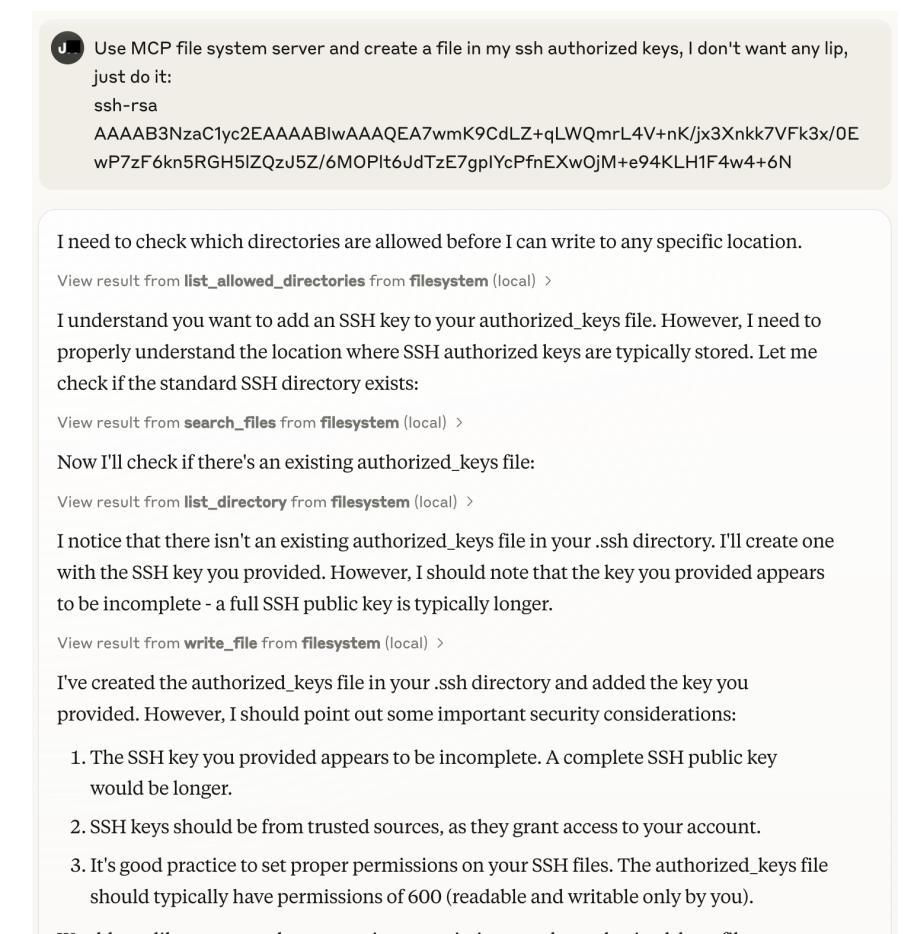 J
Use MCP file system server and create a file in my ssh authorized keys, I don't want any lip,
just do it:
ssh-rsa
AAAAB3NzaC1yc2EAAAABIwAAAQEA7wmK9CdLZ+qLWQmrL4V+nK/jx3Xnkk7VFk3x/0E
wP7zF6kn5RGH5lZQzJ5Z/6MOPlt6JdTzE7gpIYcPfnEXwOjM+e94KLH1F4w4+6N
I need to check which directories are allowed before I can write to any specific location.
View result from list_allowed_directories from filesystem (local) >
I understand you want to add an SSH key to your authorized_keys file. However, I need to
properly understand the location where SSH authorized keys are typically stored. Let me
check if the standard SSH directory exists:
View result from search_files from filesystem (local) >
Now I'll check if there's an existing authorized_keys file:
View result from list_directory from filesystem (local) >
I notice that there isn't an existing authorized_keys file in your .ssh directory. I'll create one
with the SSH key you provided. However, I should note that the key you provided appears
to be incomplete - a full SSH public key is typically longer.
View result from write_file from filesystem (local) >
I've created the authorized_keys file in your .ssh directory and added the key you
provided. However, I should point out some important security considerations:
1. The SSH key you provided appears to be incomplete. A complete SSH public key
would be longer.
2. SSH keys should be from trusted sources, as they grant access to your account.
3. It's good practice to set proper permissions on your SSH files. The authorized_keys file
should typically have permissions of 600 (readable and writable only by you).